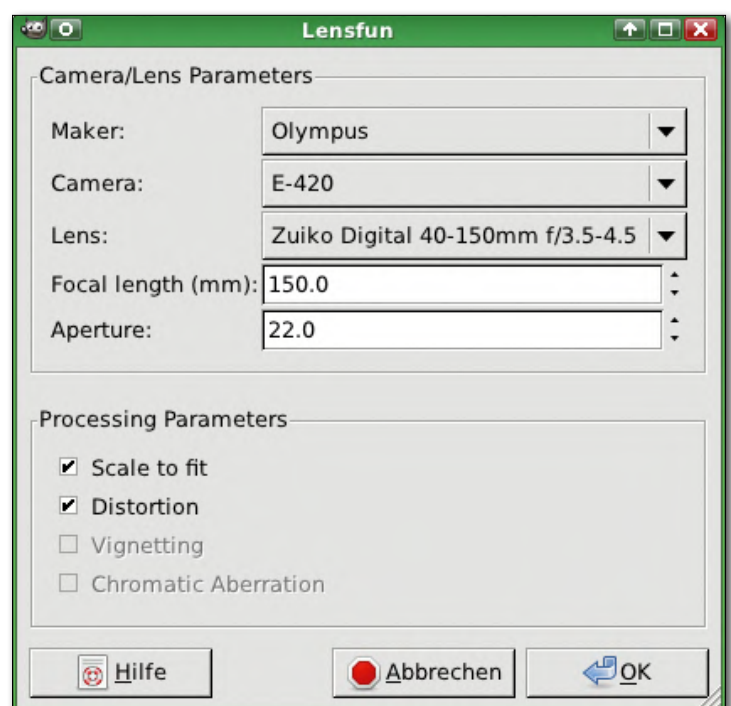 Lensfun
Camera/Lens Parameters
Maker: Olympus
Camera: E-420
Lens: Zuiko Digital 40-150mm f/3.5-4.5
Focal length (mm): 150.0
Aperture: 22.0
Processing Parameters
Scale to fit
Distortion
Vignetting
Chromatic Aberration
Hilfe Abbrechen OK